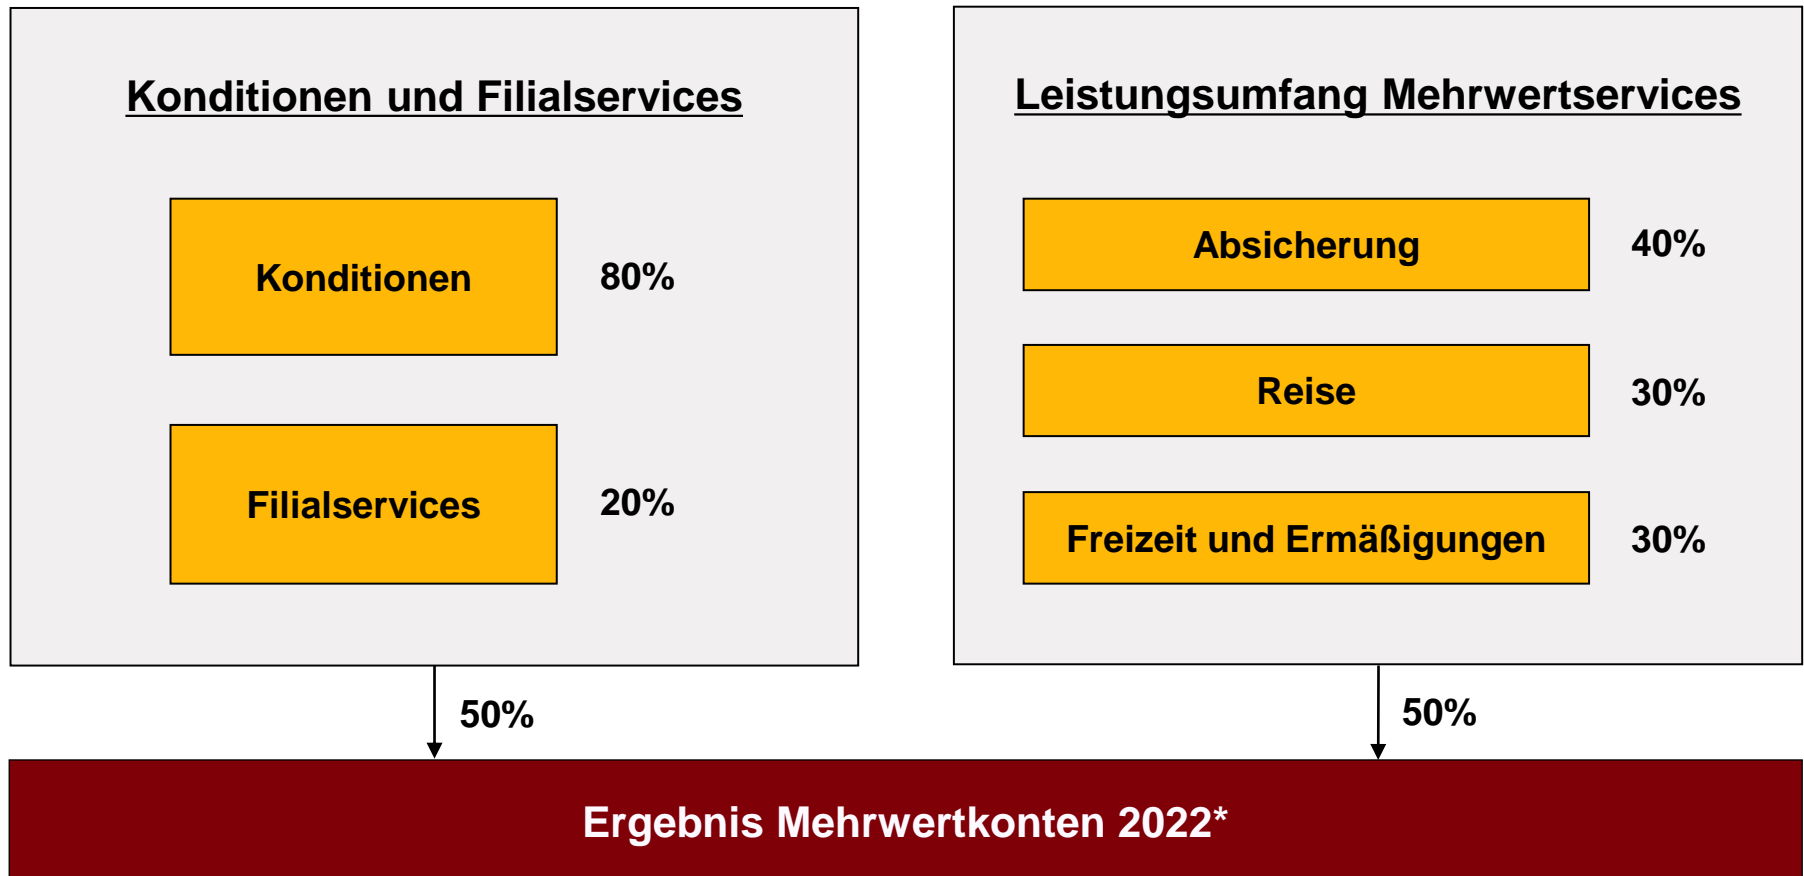 Konditionen und Filialservices
Konditionen
80%
Filialservices
20%
50%
Leistungsumfang Mehrwertservices
Absicherung
40%
Reise
30%
Freizeit und Ermäßigungen
30%
50%
Ergebnis Mehrwertkonten 2022*